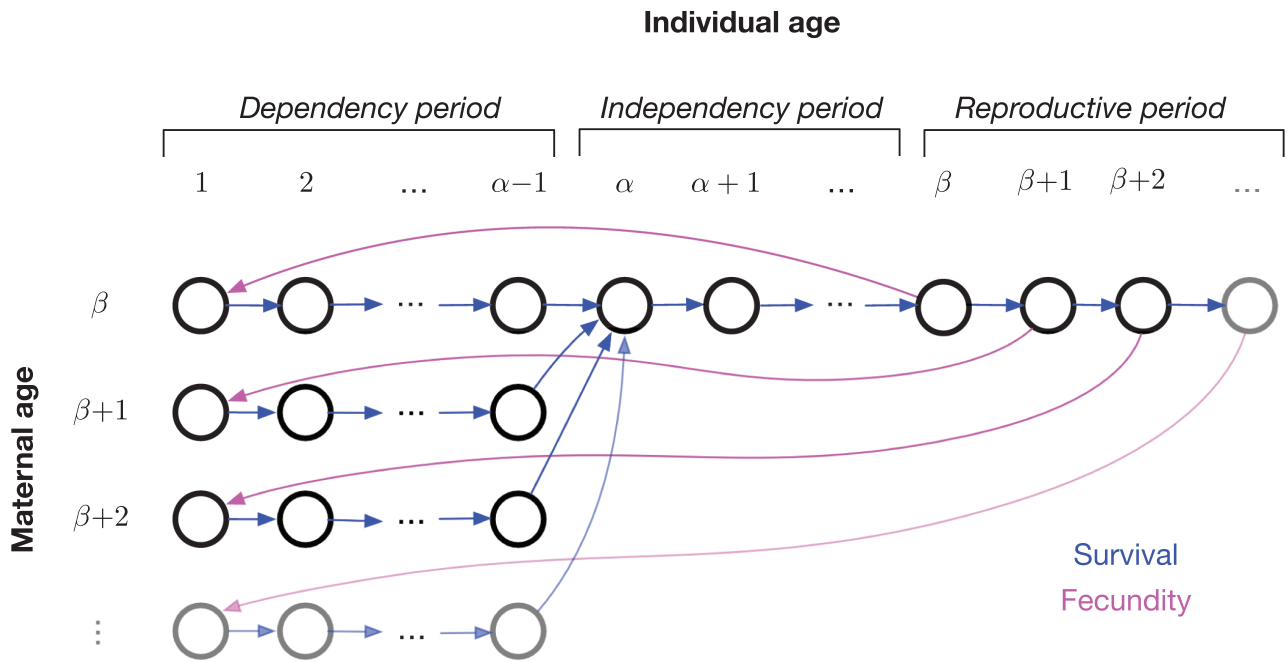 Individual age
Dependency period Independency period Reproductive period
1 2 ... α−1 α α + 1 ... β β+1 β+2 ...
β ... ...
β+1 ...
β+2 ...
⋮ ...
Maternal age
Survival
Fecundity